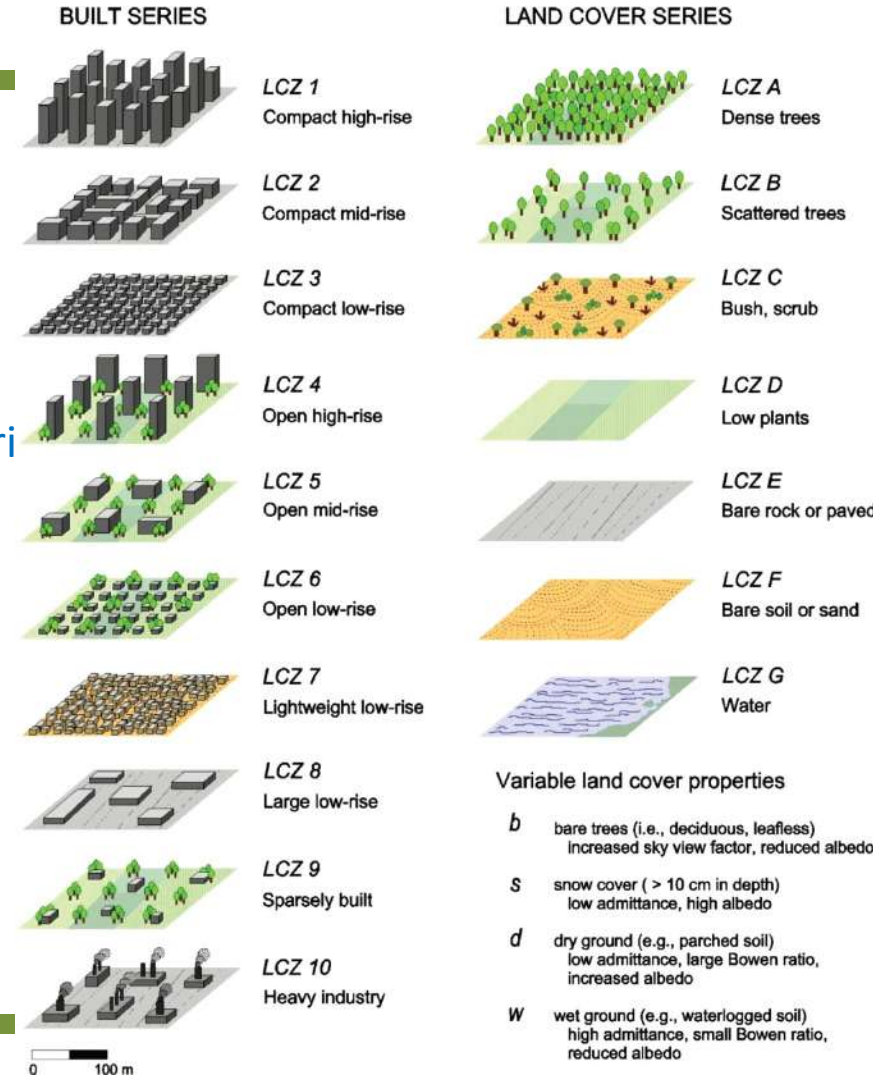 BUILT SERIES
LCZ 1
Compact high-rise
LCZ 2
Compact mid-rise
LCZ 3
Compact low-rise
LCZ 4
Open high-rise
ri
LCZ 5
Open mid-rise
LCZ 6
Open low-rise
LCZ 7
Lightweight low-rise
LCZ 8
Large low-rise
LCZ 9
Sparsely built
LCZ 10
Heavy industry
0 100 m
LAND COVER SERIES
LCZ A
Dense trees
LCZ B
Scattered trees
LCZ C
Bush, scrub
LCZ D
Low plants
LCZ E
Bare rock or paved
LCZ F
Bare soil or sand
LCZ G
Water
Variable land cover properties
b bare trees (i.e., deciduous, leafless)
increased sky view factor, reduced albedo
s snow cover ( > 10 cm in depth)
low admittance, high albedo
d dry ground (e.g., parched soil)
low admittance, large Bowen ratio,
increased albedo
w wet ground (e.g., waterlogged soil)
high admittance, small Bowen ratio,
reduced albedo